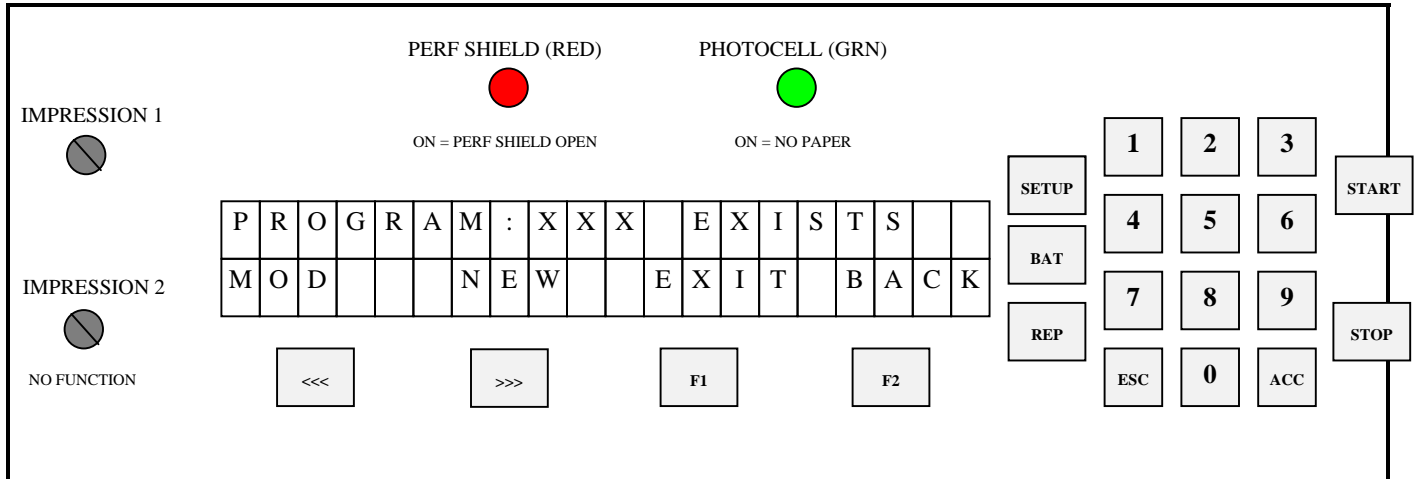 PERF SHIELD (RED)
PHOTOCELL (GRN)
IMPRESSION 1
ON = PERF SHIELD OPEN
ON = NO PAPER
PROGRAM:XXX EXISTS
MOD NEW EXIT BACK
IMPRESSION 2
NO FUNCTION
<<<
>>>
F1
F2
SETUP
BAT
REP
1 2 3
4 5 6
7 8 9
ESC 0 ACC
START
STOP